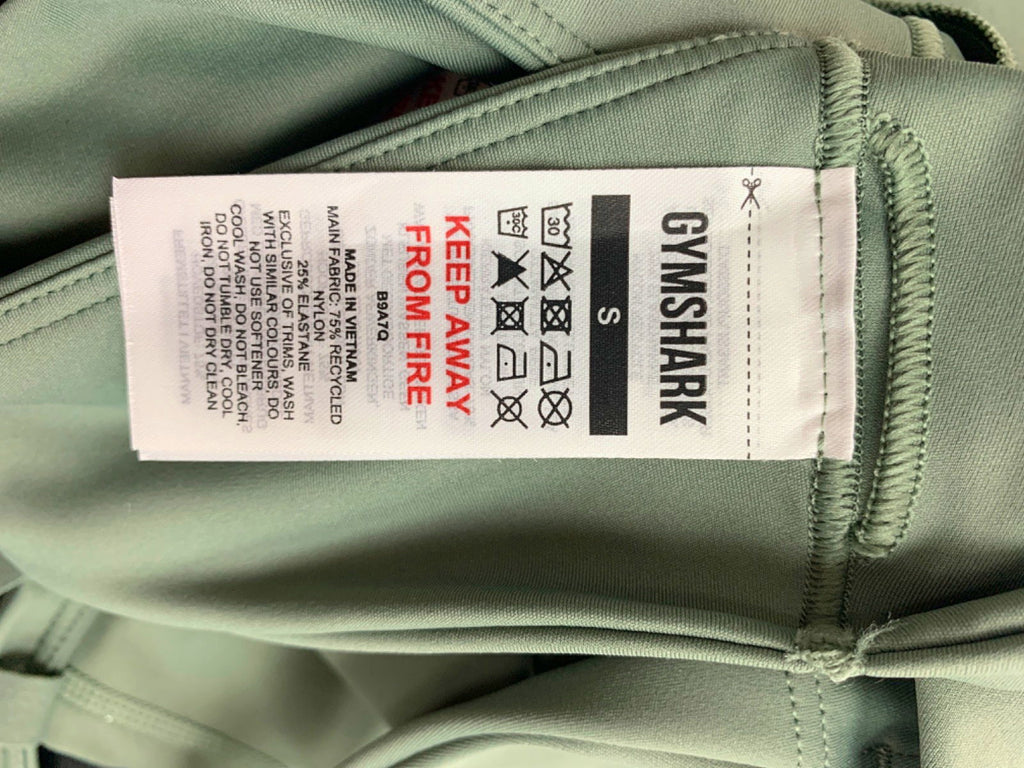 GYMSHARK
S
30
30C
KEEP AWAY
FROM FIRE
B9A7Q
MADE IN VIETNAM
MAIN FABRIC: 75% RECYCLED
NYLON
25% ELASTANE
EXCLUSIVE OF TRIMS, WASH
WITH SIMILAR COLOURS, DO
NOT USE SOFTENER
COOL WASH, DO NOT BLEACH,
DO NOT TUMBLE DRY, COOL
IRON, DO NOT DRY CLEAN